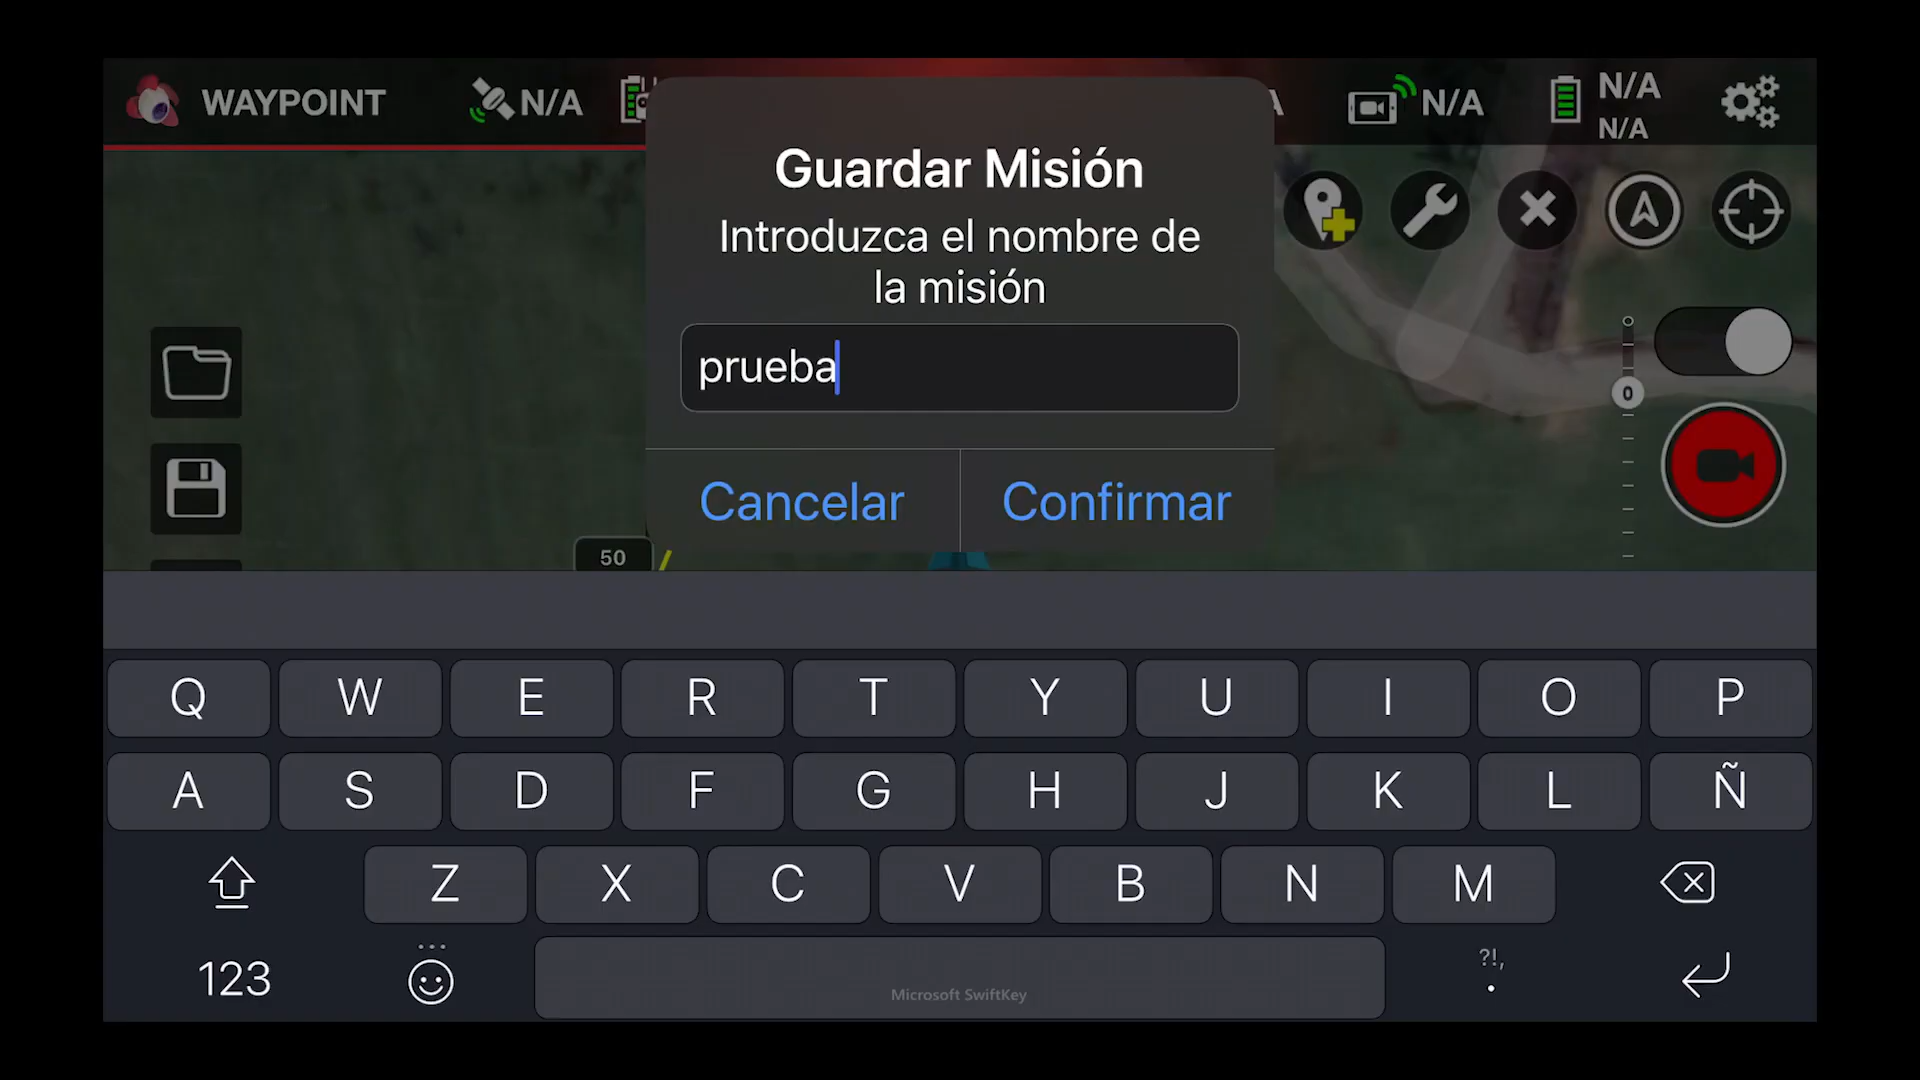 WAYPOINT
N/A
N/A
N/A
N/A
Guardar Misión
Introduzca el nombre de
la misión
prueba
Cancelar
Confirmar
0
50
Q W E R T Y U I O P
A S D F G H J K L Ñ
Z X C V B N M
123
?!,
.
Microsoft SwiftKey